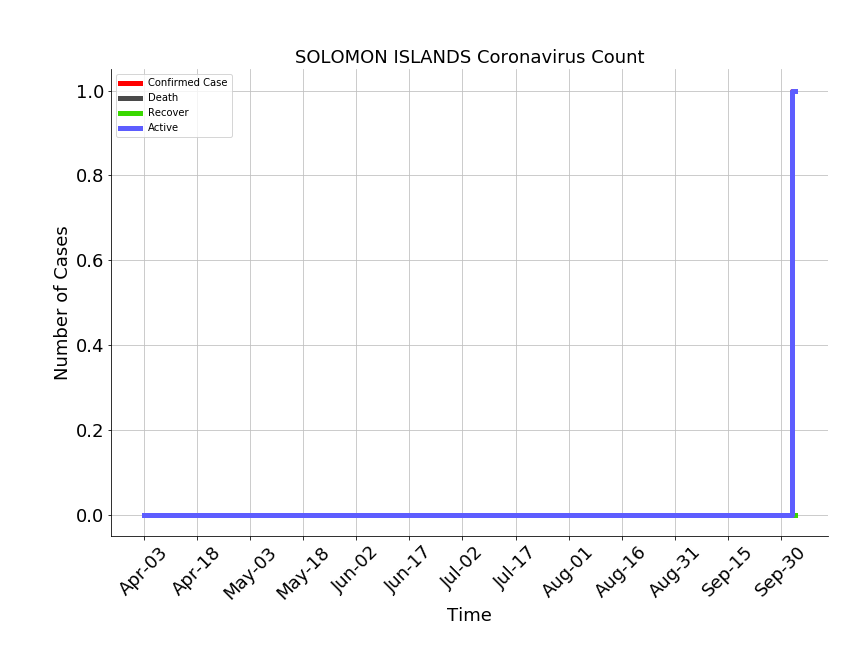 SOLOMON ISLANDS Coronavirus Count
Confirmed Case
Death
Recover
Active
1.0
0.8
0.6
0.4
0.2
0.0
Number of Cases
Apr-03
Apr-18
May-03
May-18
Jun-02
Jun-17
Jul-02
Jul-17
Aug-01
Aug-16
Aug-31
Sep-15
Sep-30
Time